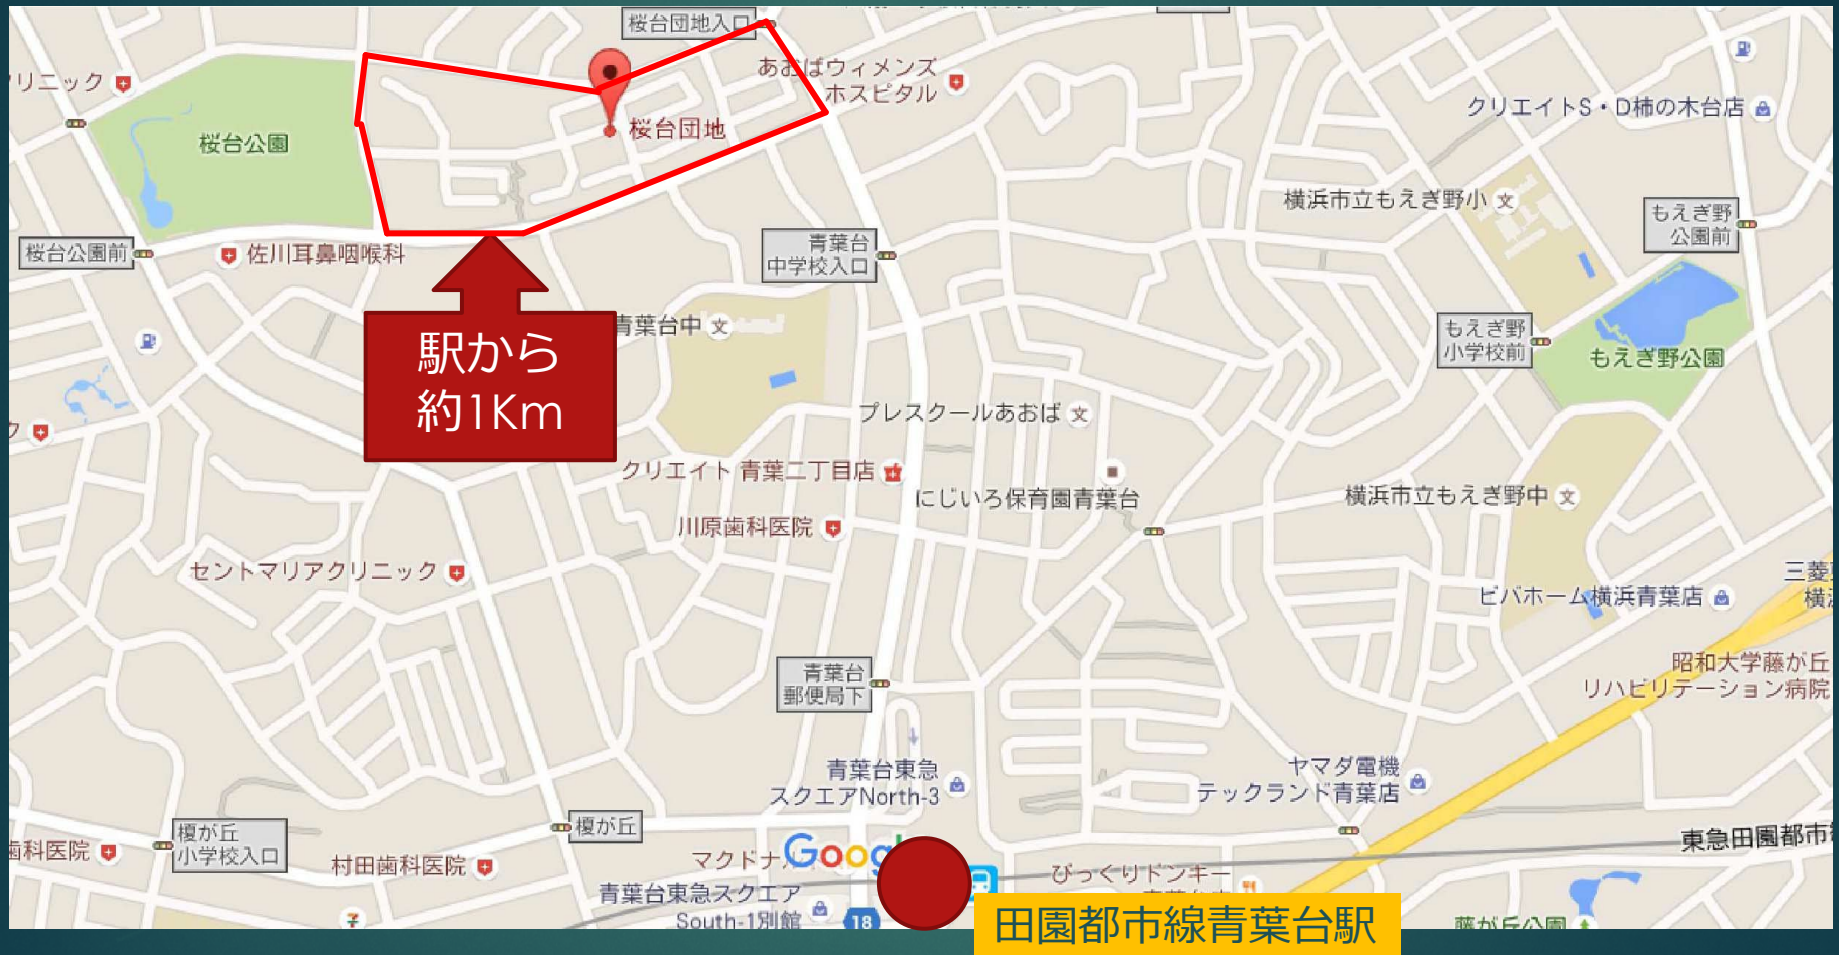 桜台団地入口
あおばウィメンズ
ホスピタル
リニック
桜台公園
桜台団地
クリエイトS・D柿の木台店
横浜市立もえぎ野小
もえぎ野
公園前
桜台公園前
佐川耳鼻咽喉科
青葉台
中学校入口
駅から
約1Km
青葉台中
もえぎ野
小学校前
もえぎ野公園
プレスクールあおば
クリエイト 青葉二丁目店
にじいろ保育園青葉台
横浜市立もえぎ野中
川原歯科医院
セントマリアクリニック
三菱
横浜
ビバホーム横浜青葉店
昭和大学藤が丘
リハビリテーション病院
青葉台
郵便局下
青葉台東急
スクエアNorth-3
ヤマダ電機
テックランド青葉店
榎が丘
榎が丘
小学校入口
歯科医院
村田歯科医院
マクドナル
Google
東急田園都市
びっくりドンキー
青葉台東急スクエア
South-1別館
18
田園都市線青葉台駅
藤が丘公園